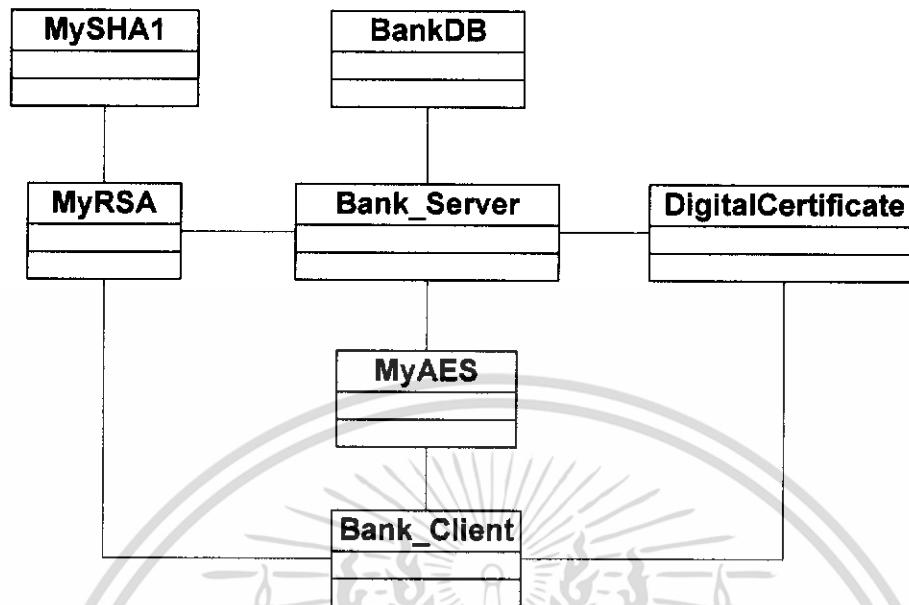 MySHA1
BankDB
MyRSA
Bank_Server
DigitalCertificate
MyAES
Bank_Client